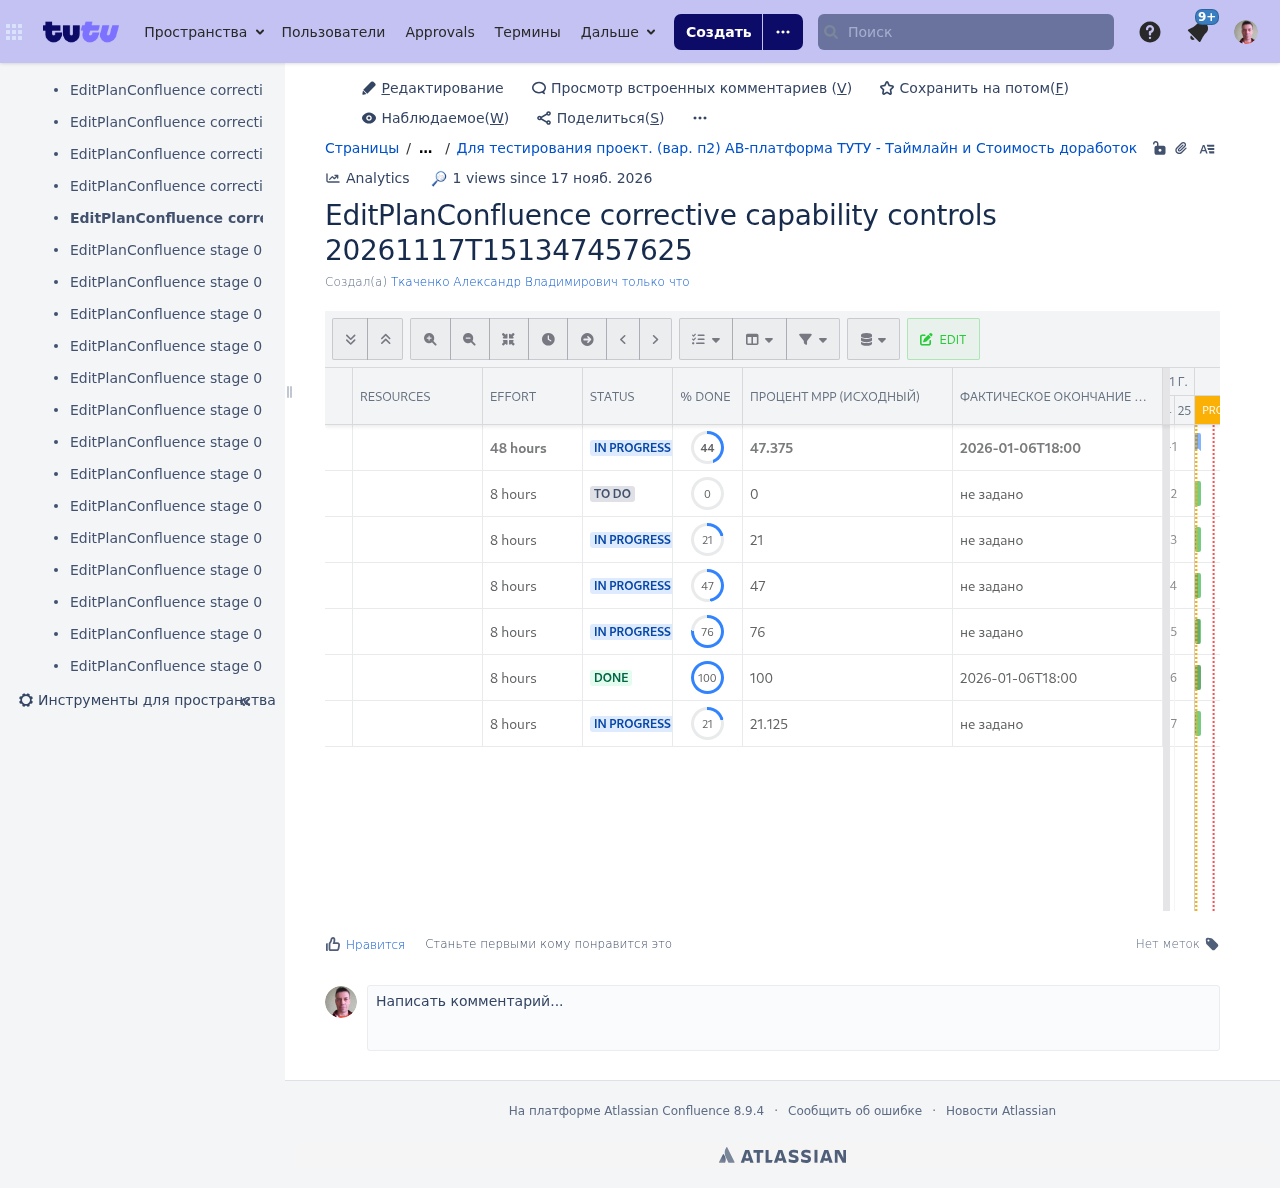 tutu Пространства Пользователи Approvals Термины Дальше Создать ... Поиск 9+
EditPlanConfluence correcti
EditPlanConfluence correcti
EditPlanConfluence correcti
EditPlanConfluence correcti
EditPlanConfluence corre
EditPlanConfluence stage 0
EditPlanConfluence stage 0
EditPlanConfluence stage 0
EditPlanConfluence stage 0
EditPlanConfluence stage 0
EditPlanConfluence stage 0
EditPlanConfluence stage 0
EditPlanConfluence stage 0
EditPlanConfluence stage 0
EditPlanConfluence stage 0
EditPlanConfluence stage 0
EditPlanConfluence stage 0
EditPlanConfluence stage 0
EditPlanConfluence stage 0
Инструменты для пространства
Редактирование Просмотр встроенных комментариев (V) Сохранить на потом(F)
Наблюдаемое(W) Поделиться(S) ...
Страницы / ... / Для тестирования проект. (вар. п2) АВ-платформа ТУТУ - Таймлайн и Стоимость доработок
Analytics 1 views since 17 нояб. 2026
EditPlanConfluence corrective capability controls
20261117T151347457625
Создал(а) Ткаченко Александр Владимирович только что
EDIT
RESOURCES EFFORT STATUS % DONE ПРОЦЕНТ MPP (ИСХОДНЫЙ) ФАКТИЧЕСКОЕ ОКОНЧАНИЕ ... 1 Г.
25 PRO
48 hours IN PROGRESS 44 47.375 2026-01-06T18:00 1
8 hours TO DO 0 0 не задано 2
8 hours IN PROGRESS 21 21 не задано 3
8 hours IN PROGRESS 47 47 не задано 4
8 hours IN PROGRESS 76 76 не задано 5
8 hours DONE 100 100 2026-01-06T18:00 6
8 hours IN PROGRESS 21 21.125 не задано 7
Нравится Станьте первыми кому понравится это Нет меток
Написать комментарий...
На платформе Atlassian Confluence 8.9.4 · Сообщить об ошибке · Новости Atlassian
ATLASSIAN